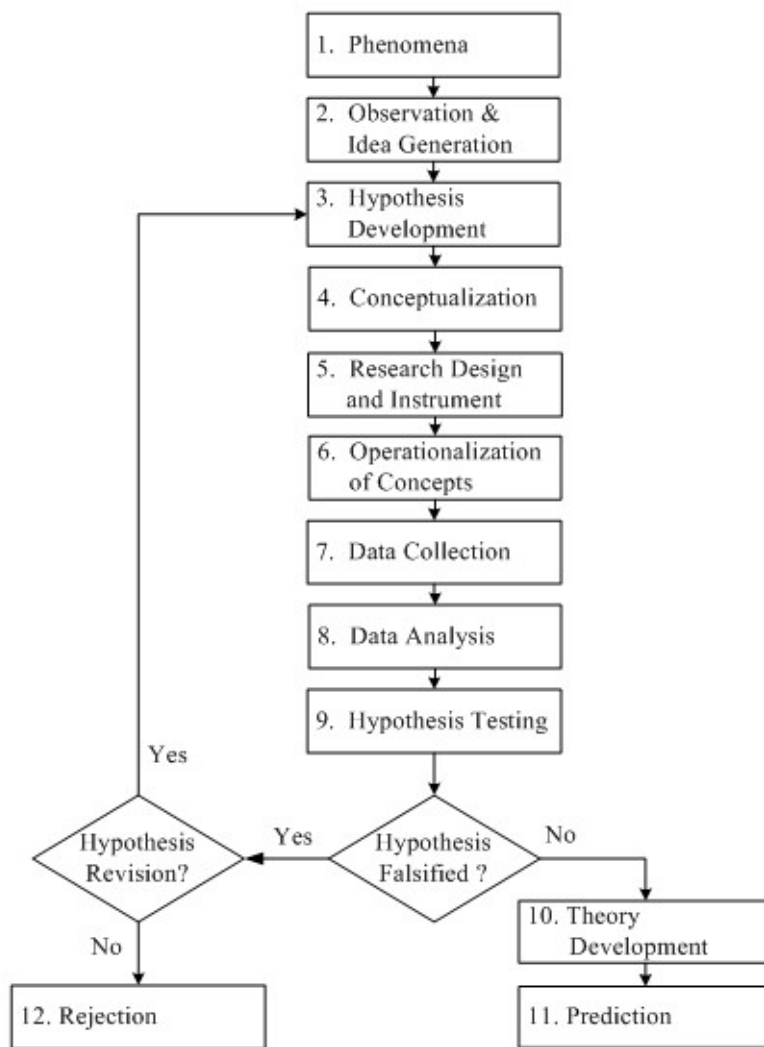 1. Phenomena
2. Observation &
Idea Generation
3. Hypothesis
Development
4. Conceptualization
5. Research Design
and Instrument
6. Operationalization
of Concepts
7. Data Collection
8. Data Analysis
9. Hypothesis Testing
Yes
Hypothesis
Revision?
Yes
Hypothesis
Falsified ?
No
10. Theory
Development
No
12. Rejection
11. Prediction